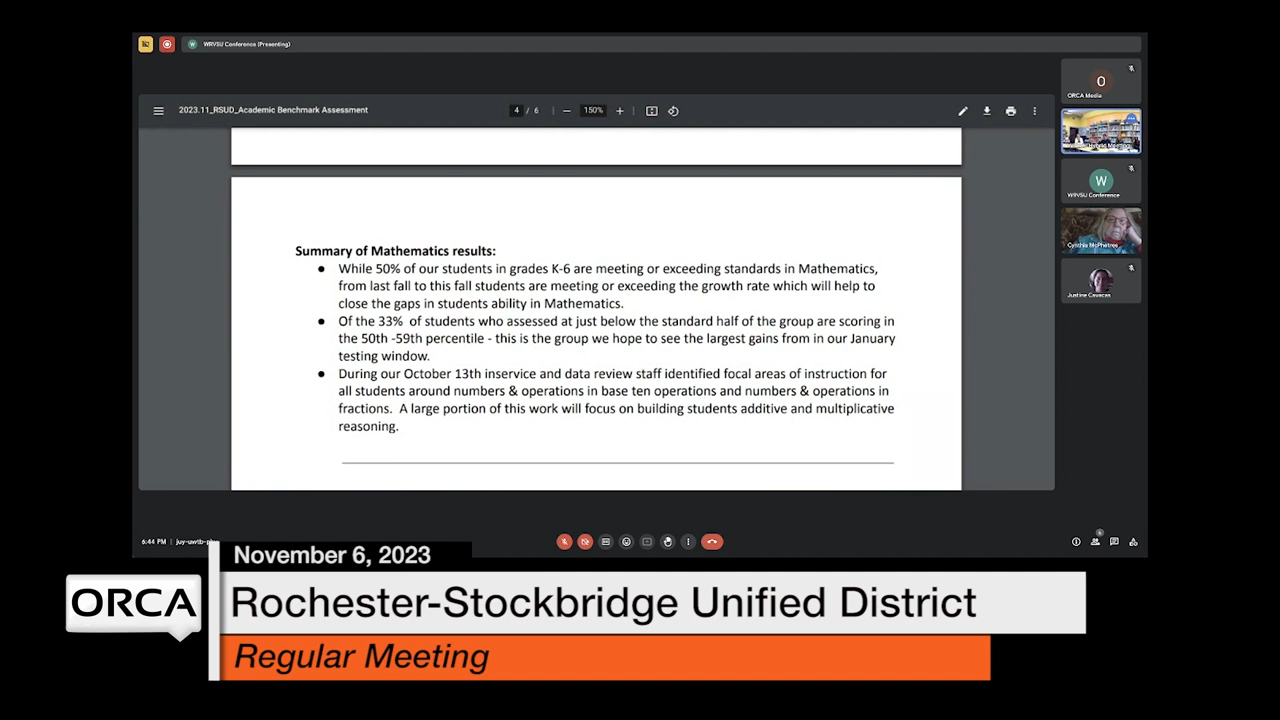 WRVSU Conference (Presenting)
2023.11_RSUD_Academic Benchmark Assessment
4 / 6
150%
Summary of Mathematics results:
● While 50% of our students in grades K-6 are meeting or exceeding standards in Mathematics,
from last fall to this fall students are meeting or exceeding the growth rate which will help to
close the gaps in students ability in Mathematics.
● Of the 33% of students who assessed at just below the standard half of the group are scoring in
the 50th -59th percentile - this is the group we hope to see the largest gains from in our January
testing window.
● During our October 13th inservice and data review staff identified focal areas of instruction for
all students around numbers & operations in base ten operations and numbers & operations in
fractions. A large portion of this work will focus on building students additive and multiplicative
reasoning.
O
ORCA Media
Hybrid Meeting
W
WRVSU Conference
Cynthia McPhetres
Justine Cavacas
6:44 PM
November 6, 2023
ORCA
Rochester-Stockbridge Unified District
Regular Meeting